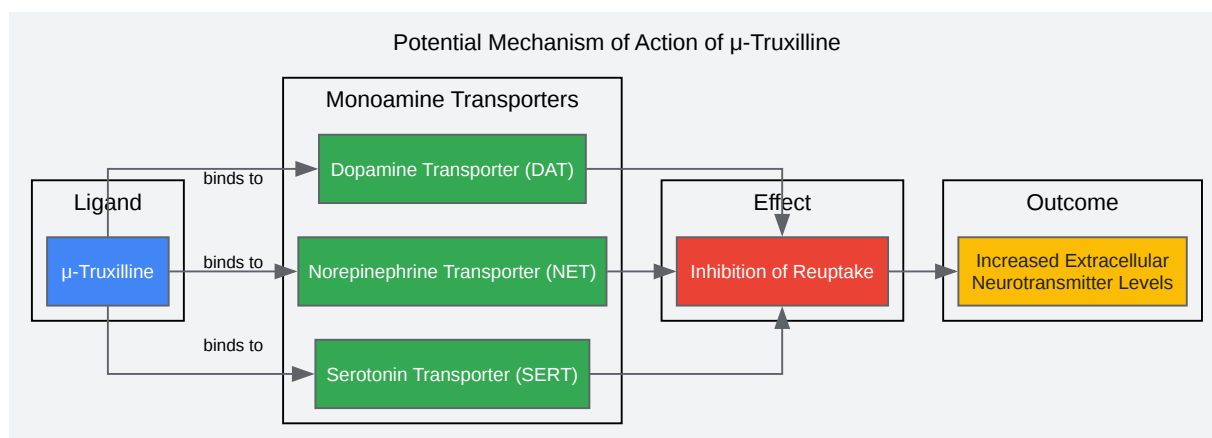 Potential Mechanism of Action of μ-Truxilline
Monoamine Transporters
Dopamine Transporter (DAT)
binds to
Ligand
Effect
Outcome
μ-Truxilline
binds to
Norepinephrine Transporter (NET)
Inhibition of Reuptake
Increased Extracellular
Neurotransmitter Levels
binds to
Serotonin Transporter (SERT)